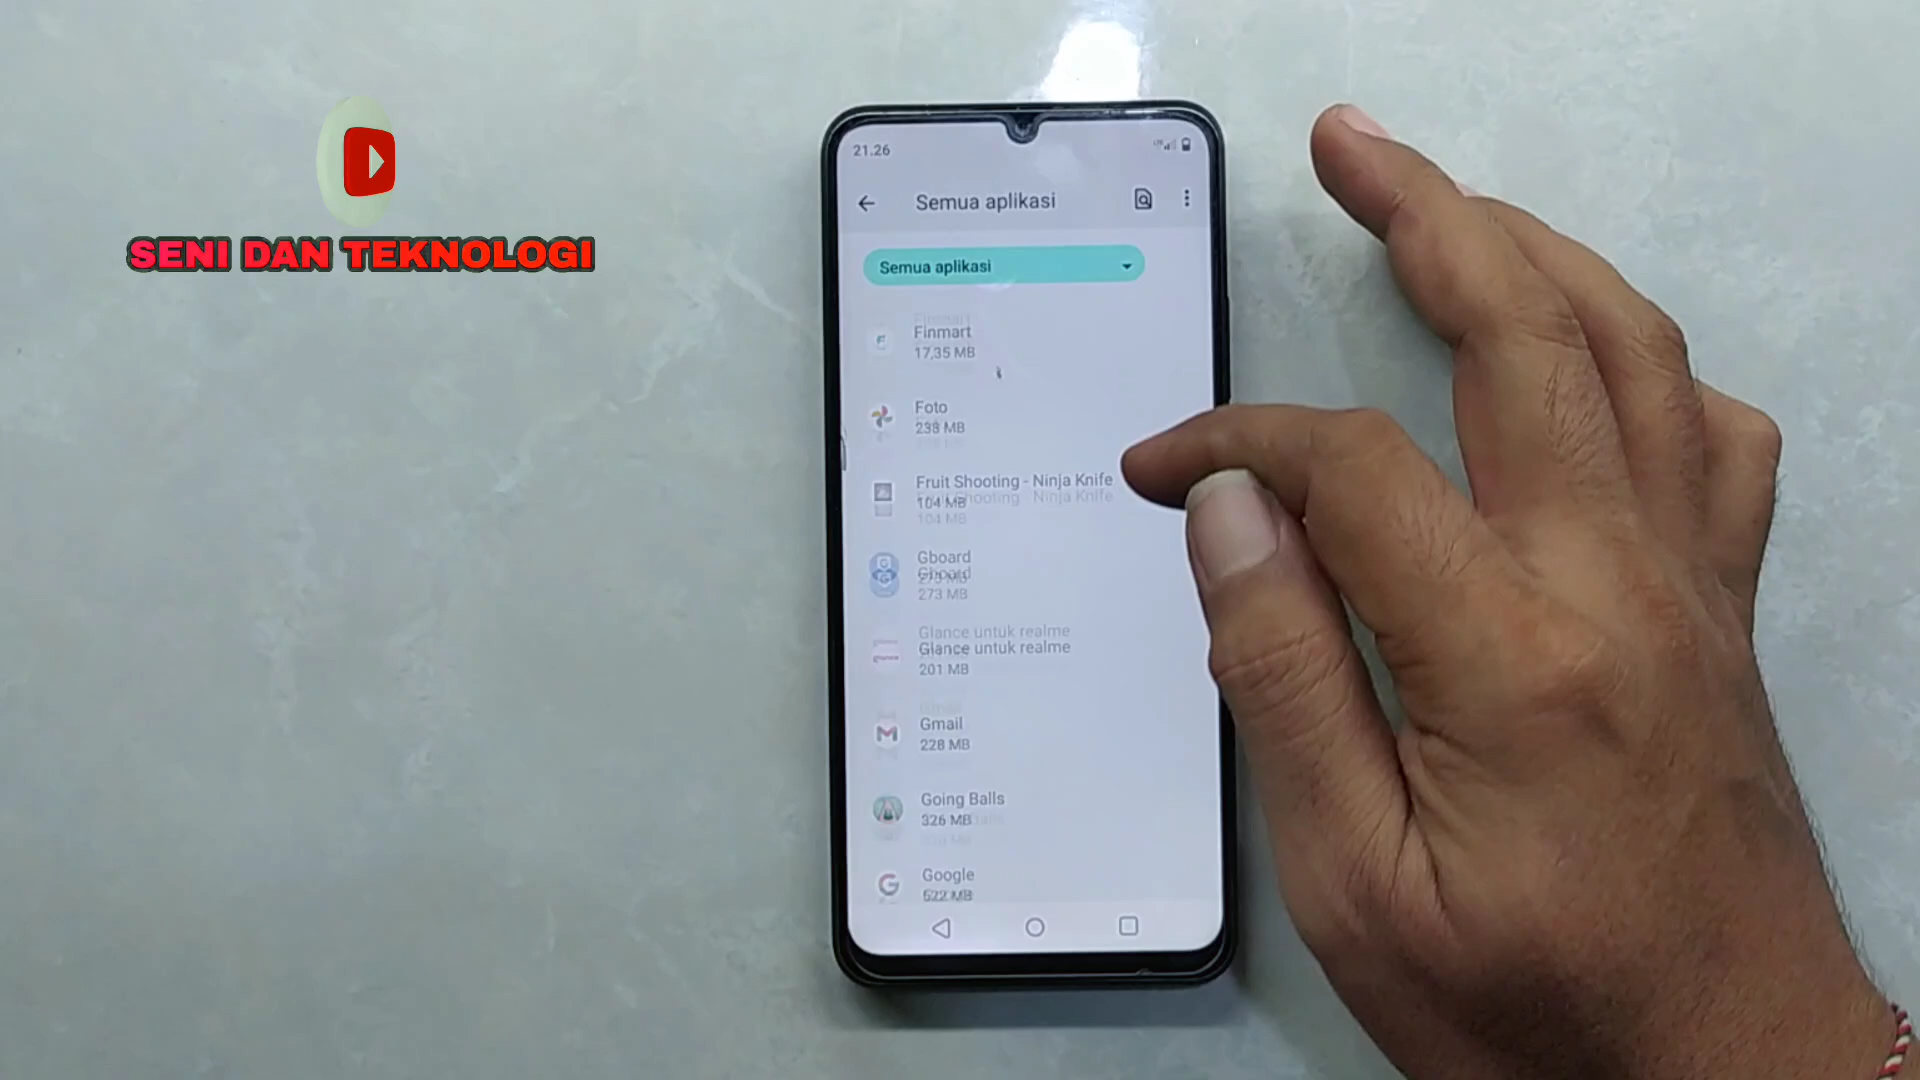 SENI DAN TEKNOLOGI
21.26
Semua aplikasi
Semua aplikasi
Finmart
17,35 MB
Foto
238 MB
Fruit Shooting - Ninja Knife
104 MB
Gboard
273 MB
Glance untuk realme
201 MB
Gmail
228 MB
Going Balls
326 MB
Google
522 MB